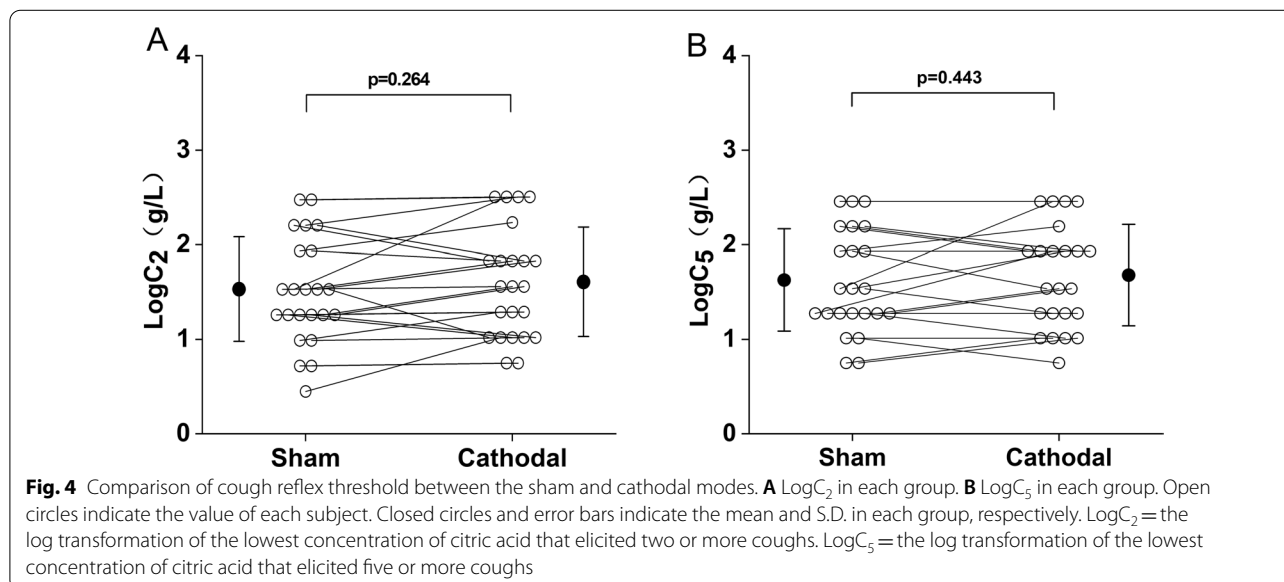 A
4
3
2
1
0
LogC2（g/L）
p=0.264
Sham Cathodal
B
4
3
2
1
0
LogC5（g/L）
p=0.443
Sham Cathodal
Fig. 4 Comparison of cough reflex threshold between the sham and cathodal modes. A LogC2 in each group. B LogC5 in each group. Open
circles indicate the value of each subject. Closed circles and error bars indicate the mean and S.D. in each group, respectively. LogC2 = the
log transformation of the lowest concentration of citric acid that elicited two or more coughs. LogC5 = the log transformation of the lowest
concentration of citric acid that elicited five or more coughs